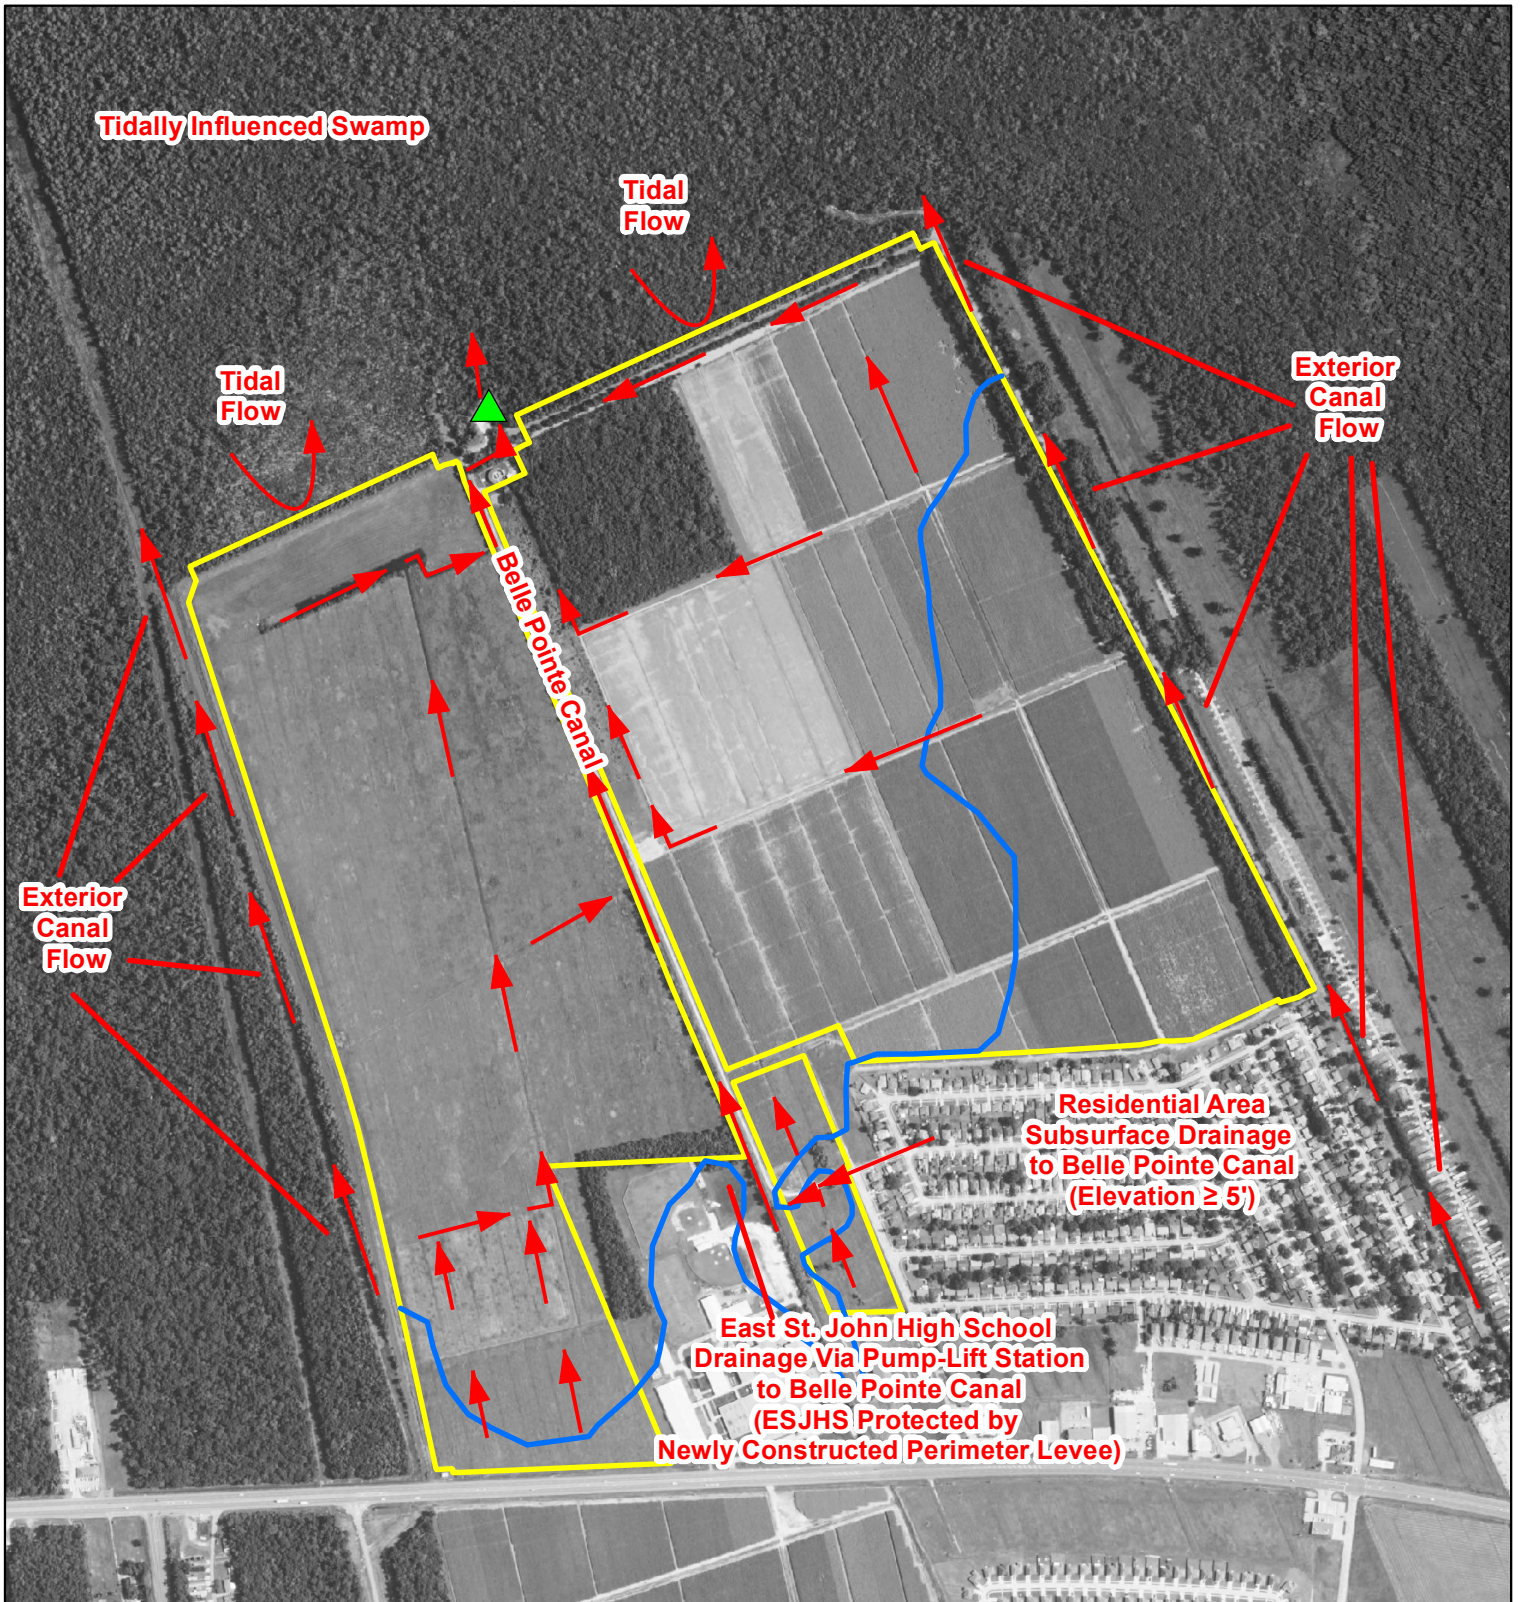 Tidally Influenced Swamp
Tidal
Flow
Tidal
Flow
Exterior
Canal
Flow
Belle Pointe Canal
Exterior
Canal
Flow
Residential Area
Subsurface Drainage
to Belle Pointe Canal
(Elevation ≥ 5')
East St. John High School
Drainage Via Pump-Lift Station
to Belle Pointe Canal
(ESJHS Protected by
Newly Constructed Perimeter Levee)